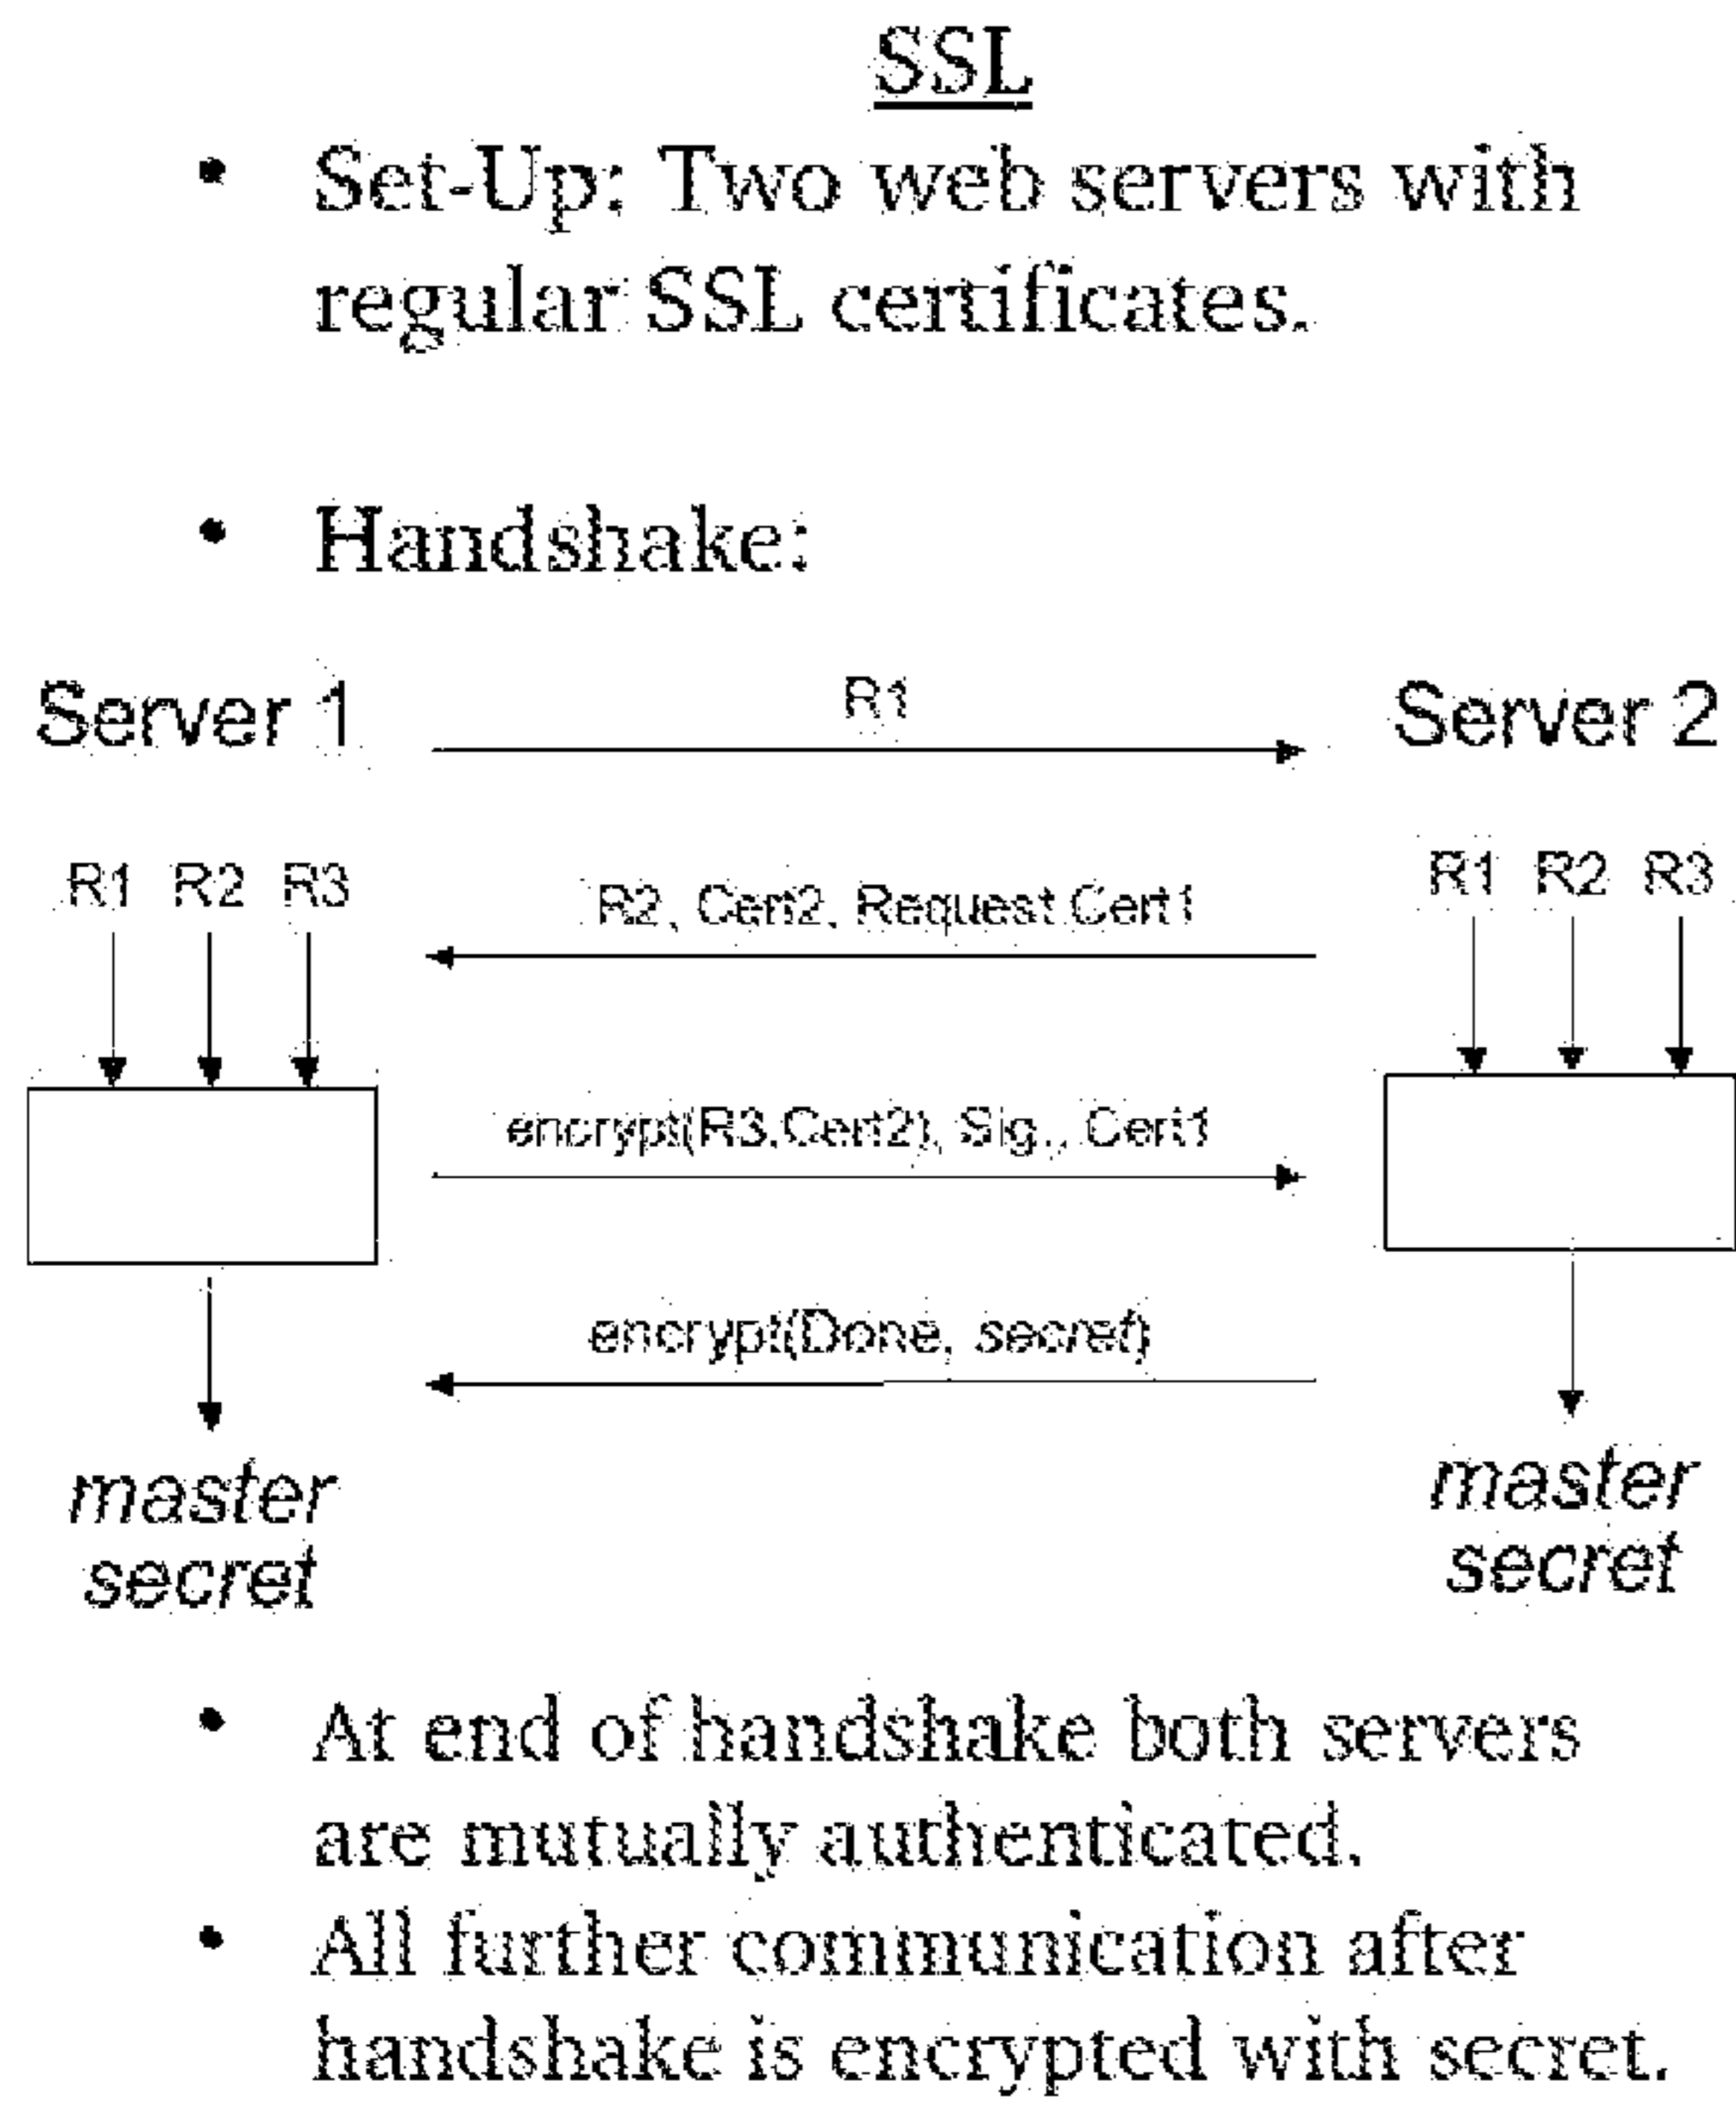 SSL
• Set-Up: Two web servers with
regular SSL certificates.
• Handshake:
Server 1 R1 Server 2
R1 R2 R3 R2, Cert2, Request Cert1 R1 R2 R3
encrypt(R3,Cert2), Sig., Cert1
encrypt(Done, secret)
master master
secret secret
• At end of handshake both servers
are mutually authenticated.
• All further communication after
handshake is encrypted with secret.